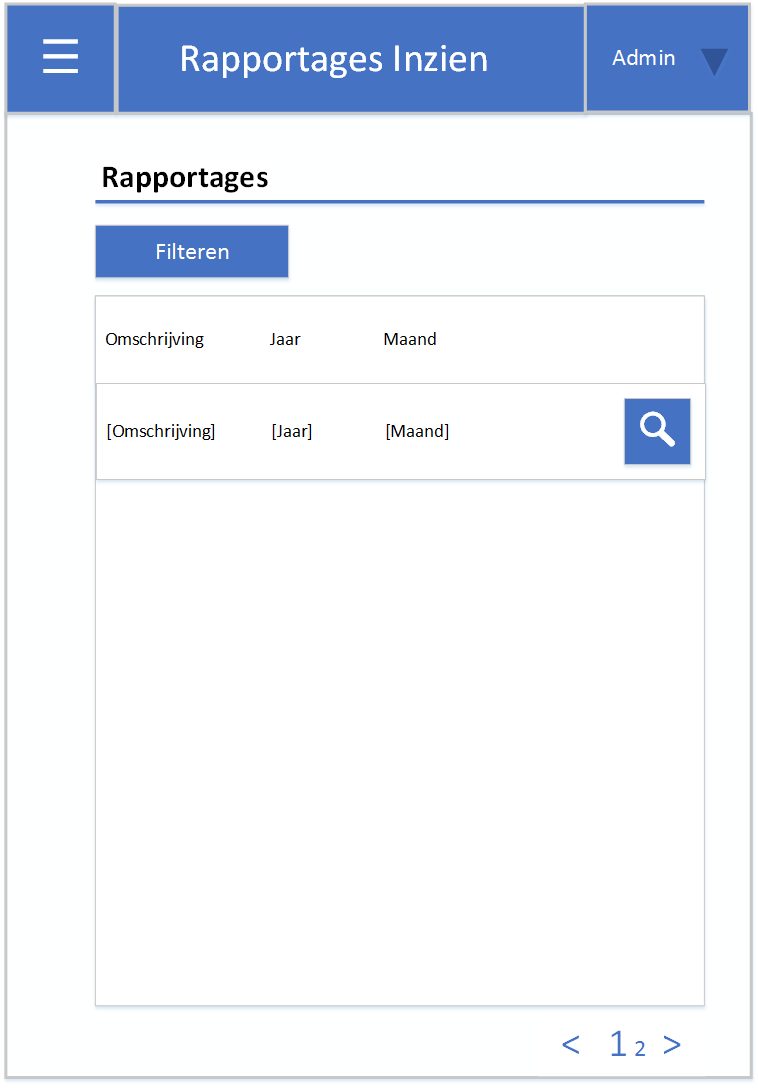 Rapportages Inzien
Admin
Rapportages
Filteren
Omschrijving Jaar Maand
[Omschrijving] [Jaar] [Maand]
< 1 2 >